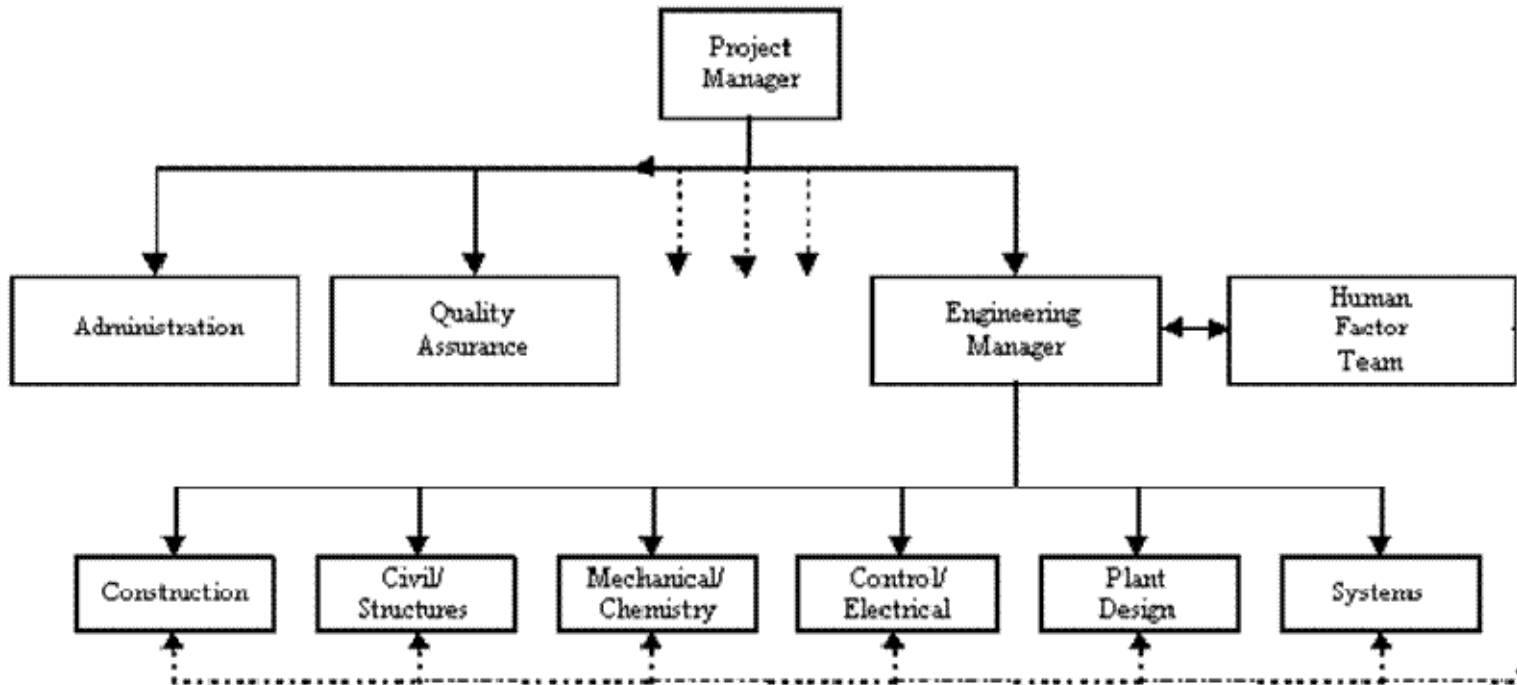 Project
Manager
Administration
Quality
Assurance
Engineering
Manager
Human
Factor
Team
Construction
Civil/
Structures
Mechanical/
Chemistry
Control/
Electrical
Plant
Design
Systems